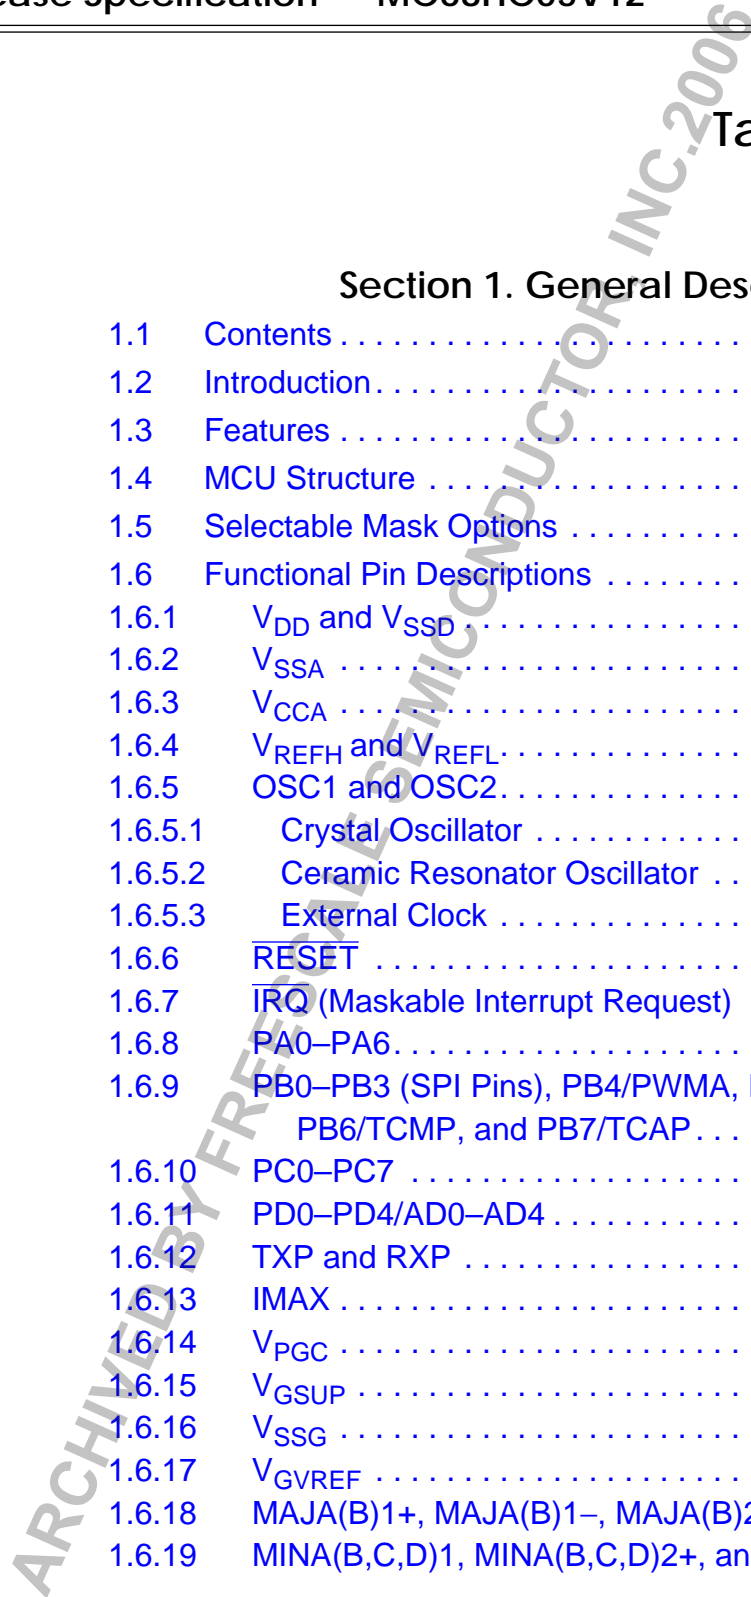 ase Specification — MC68HC05V12
Ta
Section 1. General Des
1.1 Contents . . . . . . . . . . . . . . . . . . . . . . .
1.2 Introduction. . . . . . . . . . . . . . . . . . . . .
1.3 Features . . . . . . . . . . . . . . . . . . . . . . .
1.4 MCU Structure . . . . . . . . . . . . . . . . . .
1.5 Selectable Mask Options . . . . . . . . . .
1.6 Functional Pin Descriptions . . . . . . . .
1.6.1 VDD and VSSD . . . . . . . . . . . . . . . .
1.6.2 VSSA . . . . . . . . . . . . . . . . . . . . . . .
1.6.3 VCCA . . . . . . . . . . . . . . . . . . . . . . .
1.6.4 VREFH and VREFL. . . . . . . . . . . . . .
1.6.5 OSC1 and OSC2. . . . . . . . . . . . . .
1.6.5.1 Crystal Oscillator . . . . . . . . . . . .
1.6.5.2 Ceramic Resonator Oscillator . .
1.6.5.3 External Clock . . . . . . . . . . . . . .
1.6.6 RESET . . . . . . . . . . . . . . . . . . . . .
1.6.7 IRQ (Maskable Interrupt Request)
1.6.8 PA0–PA6. . . . . . . . . . . . . . . . . . . .
1.6.9 PB0–PB3 (SPI Pins), PB4/PWMA,
PB6/TCMP, and PB7/TCAP. . .
1.6.10 PC0–PC7 . . . . . . . . . . . . . . . . . . .
1.6.11 PD0–PD4/AD0–AD4 . . . . . . . . . . .
1.6.12 TXP and RXP . . . . . . . . . . . . . . . .
1.6.13 IMAX . . . . . . . . . . . . . . . . . . . . . . .
1.6.14 VPGC . . . . . . . . . . . . . . . . . . . . . . .
1.6.15 VGSUP . . . . . . . . . . . . . . . . . . . . . .
1.6.16 VSSG . . . . . . . . . . . . . . . . . . . . . . .
1.6.17 VGVREF . . . . . . . . . . . . . . . . . . . . .
1.6.18 MAJA(B)1+, MAJA(B)1–, MAJA(B)2
1.6.19 MINA(B,C,D)1, MINA(B,C,D)2+, an
ARCHIVED BY FREESCALE SEMICONDUCTOR, INC.2006